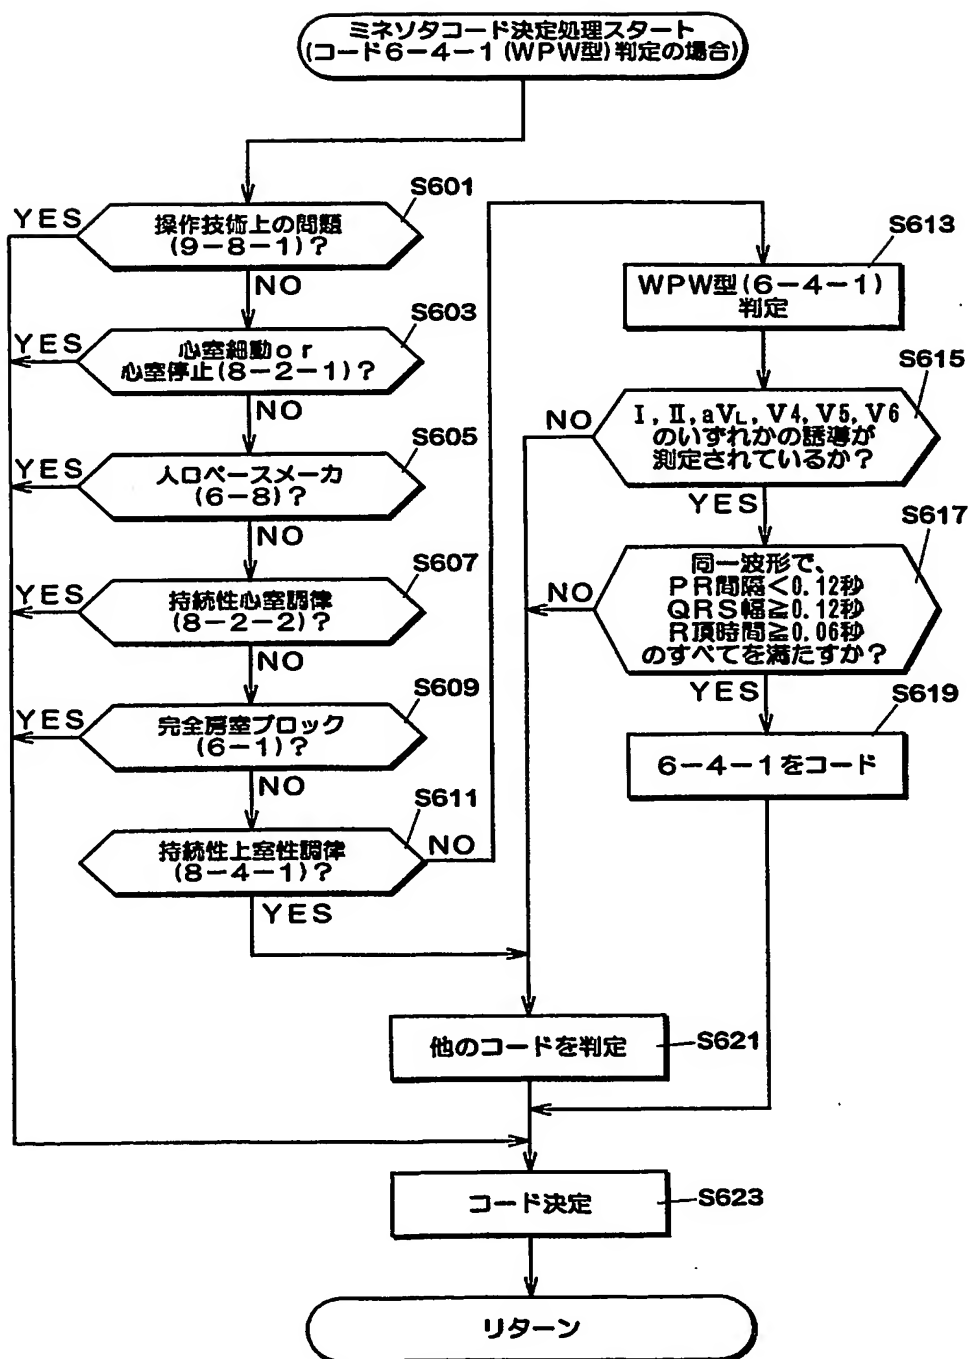 ミネソタコード決定処理スタート
(コード6-4-1(WPW型)判定の場合)
S601
YES
操作技術上の問題
(9-8-1)?
NO
S603
YES
心室細動or
心室停止(8-2-1)?
NO
S605
YES
人口ペースメーカ
(6-8)?
NO
S607
YES
持続性心室調律
(8-2-2)?
NO
S609
YES
完全房室ブロック
(6-1)?
NO
S611
持続性上室性調律
(8-4-1)?
NO
YES
S613
WPW型(6-4-1)
判定
S615
NO
I, II, aVL, V4, V5, V6
のいずれかの誘導が
測定されているか?
YES
S617
NO
同一波形で、
PR間隔<0.12秒
QRS幅≧0.12秒
R頂時間≧0.06秒
のすべてを満たすか?
YES
S619
6-4-1をコード
他のコードを判定
S621
コード決定
S623
リターン